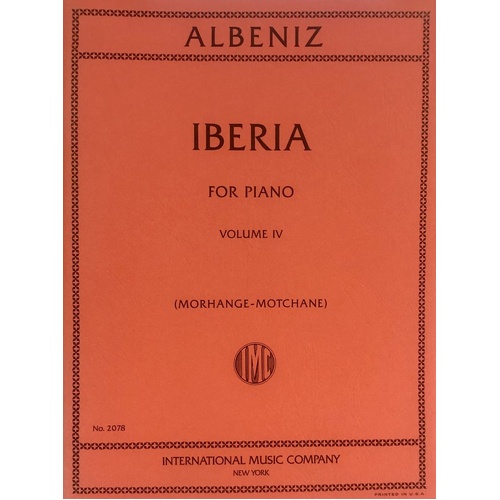 ALBENIZ
IBERIA
FOR PIANO
VOLUME IV
(MORHANGE-MOTCHANE)
IMC
No. 2078
INTERNATIONAL MUSIC COMPANY
NEW YORK
PRINTED IN U.S.A.